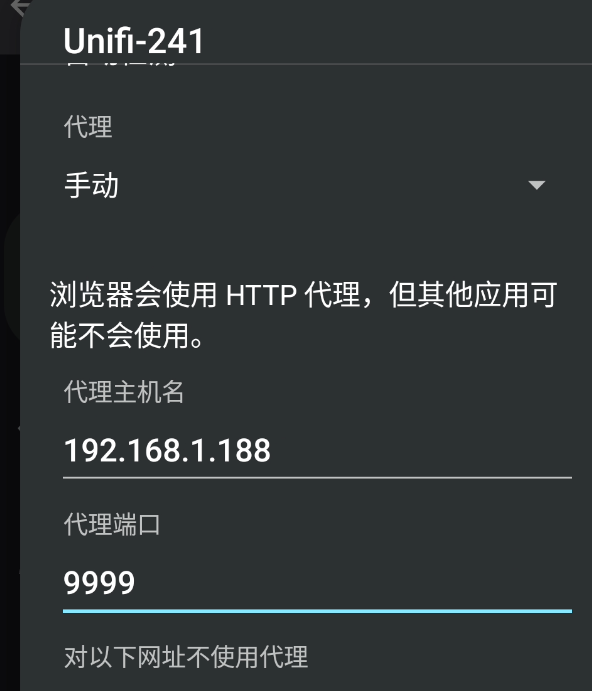 Unifi-241
代理
手动
浏览器会使用 HTTP 代理，但其他应用可
能不会使用。
代理主机名
192.168.1.188
代理端口
9999
对以下网址不使用代理